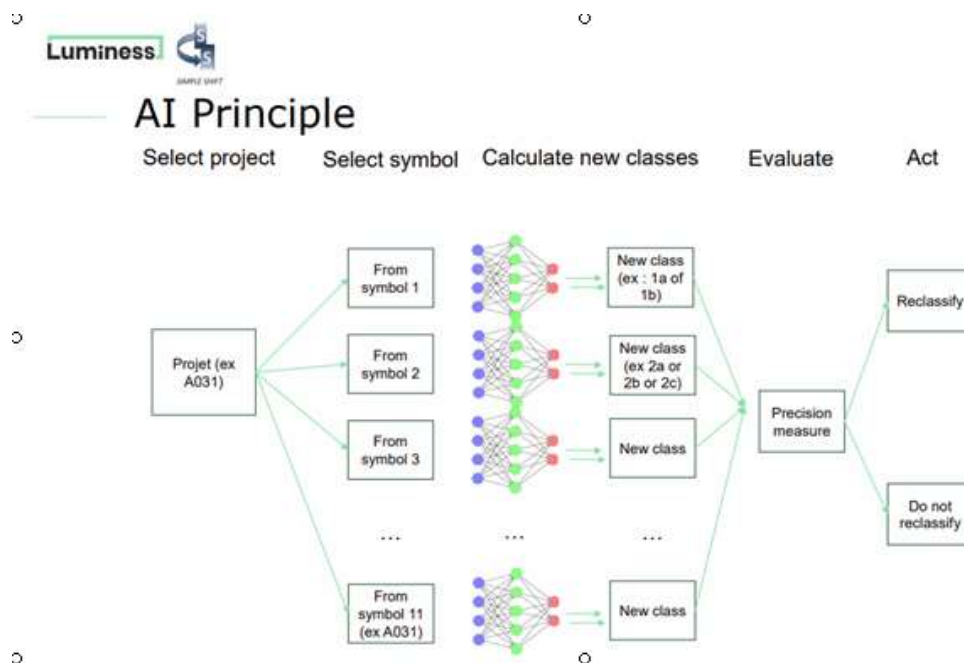 Luminess
S
S
SIMPLE SHIFT
AI Principle
Select project
Select symbol
Calculate new classes
Evaluate
Act
Projet (ex
A031)
From
symbol 1
From
symbol 2
From
symbol 3
...
From
symbol 11
(ex A031)
...
New class
(ex : 1a of
1b)
New class
(ex 2a or
2b or 2c)
New class
...
New class
Precision
measure
Reclassify
Do not
reclassify